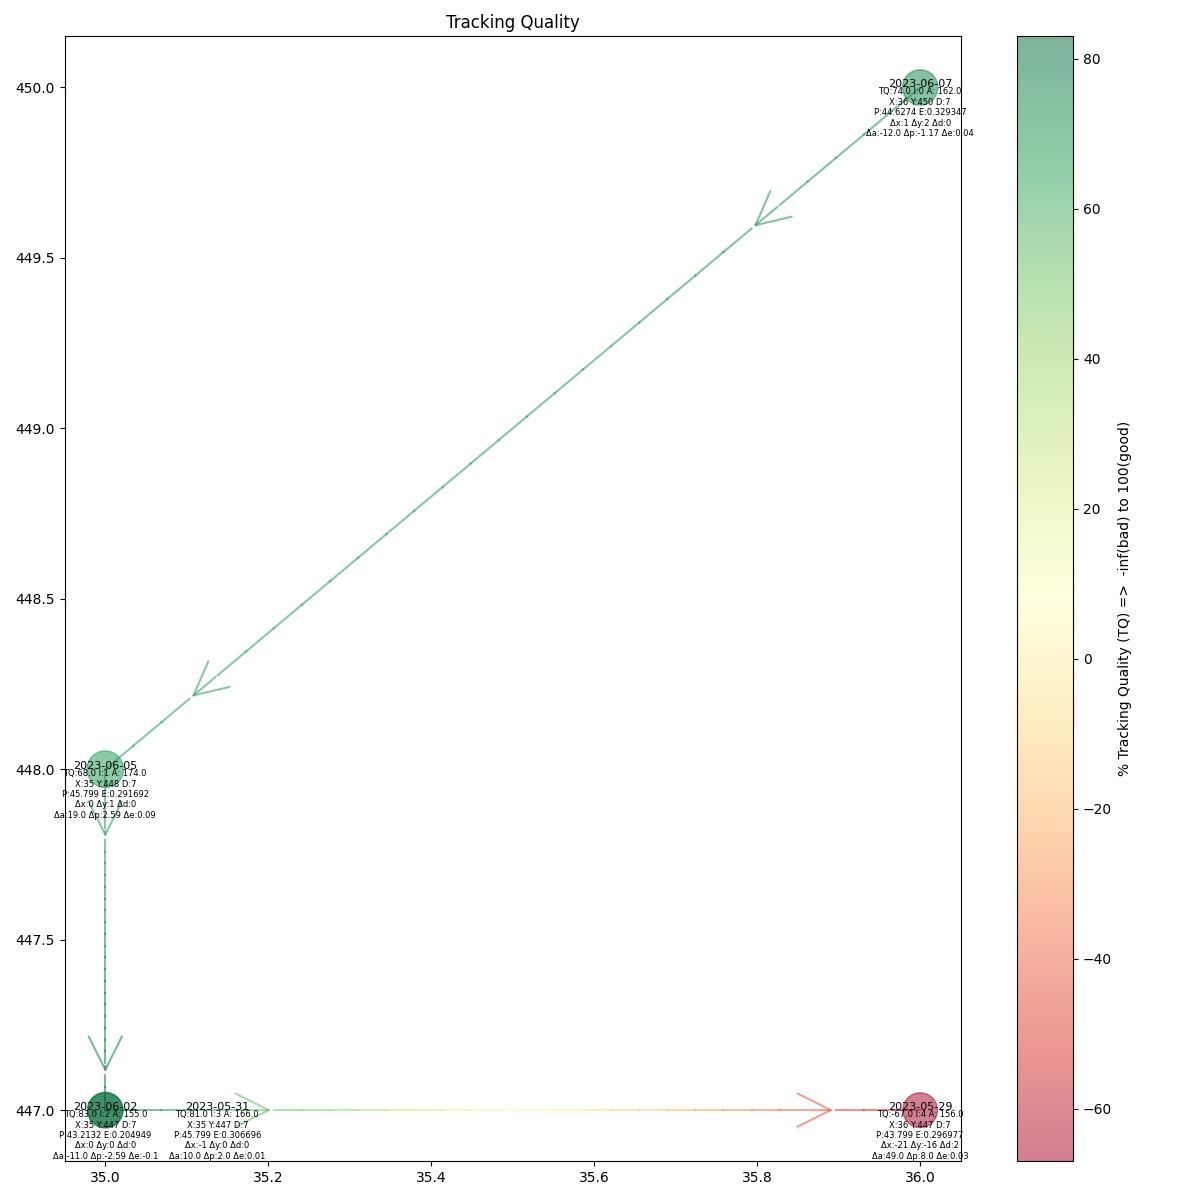 Tracking Quality
450.0
449.5
449.0
448.5
448.0
447.5
447.0
35.0
35.2
35.4
35.6
35.8
36.0
2023-06-07
TQ:74.0 I:0 A: 162.0
X:36 Y:450 D:7
P:44.6274 E:0.329347
Δx:1 Δy:2 Δd:0
Δa:-12.0 Δp:-1.17 Δe:0.04
2023-06-05
TQ:68.0 I:1 A: 174.0
X:35 Y:448 D:7
P:45.799 E:0.291692
Δx:0 Δy:1 Δd:0
Δa:19.0 Δp:2.59 Δe:0.09
2023-06-02
TQ:83.0 I:2 A: 155.0
X:35 Y:447 D:7
P:43.2132 E:0.204949
Δx:0 Δy:0 Δd:0
Δa:-11.0 Δp:-2.59 Δe:-0.1
2023-05-31
TQ:81.0 I:3 A: 166.0
X:35 Y:447 D:7
P:45.799 E:0.306696
Δx:-1 Δy:0 Δd:0
Δa:10.0 Δp:2.0 Δe:0.01
2023-05-29
TQ:-67.0 I:4 A: 156.0
X:36 Y:447 D:7
P:43.799 E:0.296977
Δx:-21 Δy:-16 Δd:2
Δa:49.0 Δp:8.0 Δe:0.03
80
60
40
20
0
−20
−40
−60
% Tracking Quality (TQ) => -inf(bad) to 100(good)